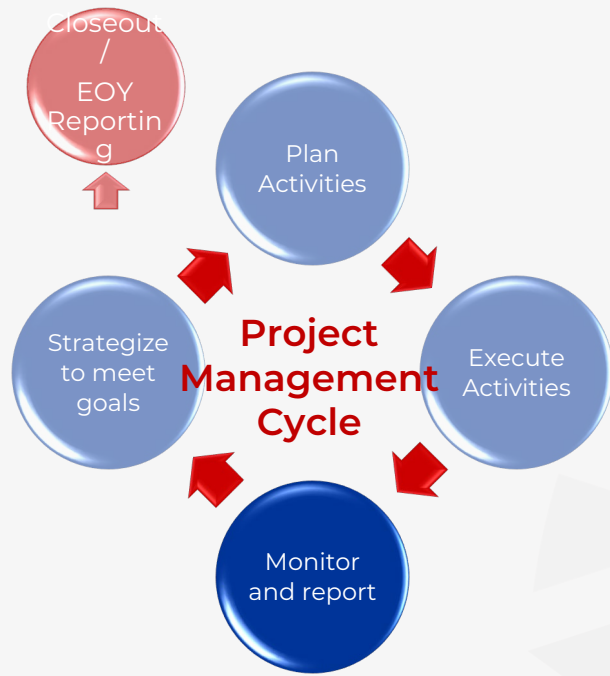 Closeout
/
EOY
Reportin
g
Plan
Activities
Strategize
to meet
goals
Project
Management
Cycle
Execute
Activities
Monitor
and report